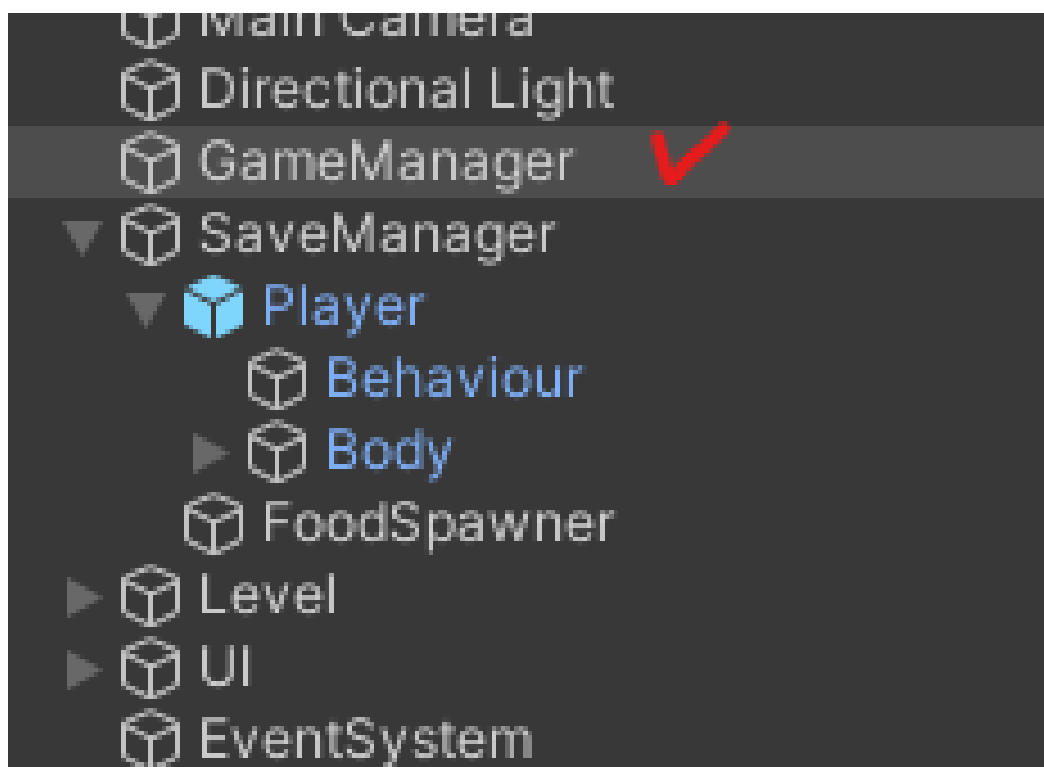 Main Camera
Directional Light
GameManager
SaveManager
Player
Behaviour
Body
FoodSpawner
Level
UI
EventSystem